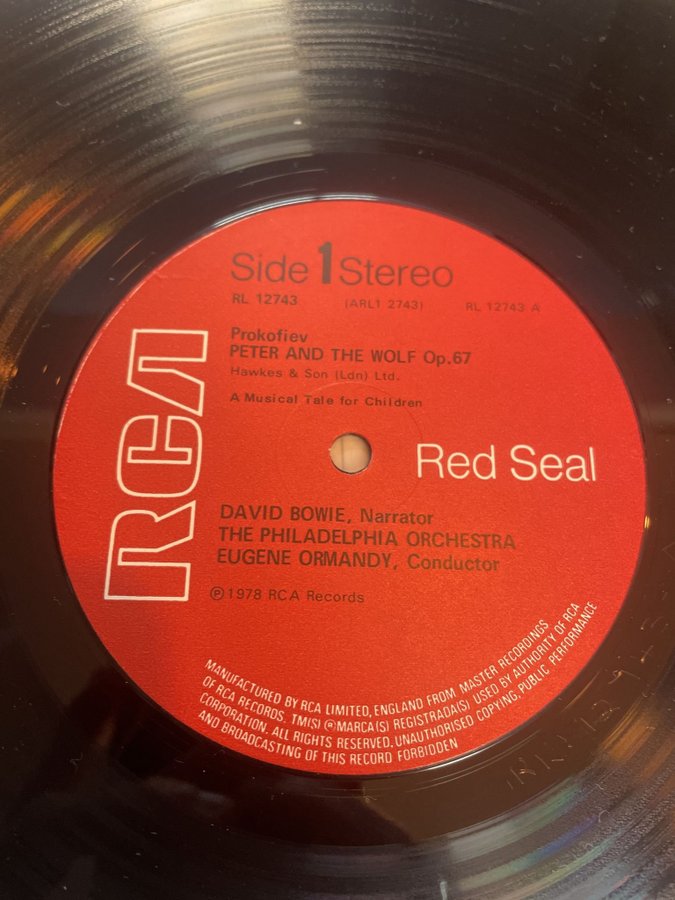 Side 1 Stereo
RL 12743 (ARL1 2743) RL 12743 A
Prokofiev
PETER AND THE WOLF Op.67
Hawkes & Son (Ldn) Ltd.
A Musical Tale for Children
RCA
Red Seal
DAVID BOWIE, Narrator
THE PHILADELPHIA ORCHESTRA
EUGENE ORMANDY, Conductor
Ⓟ 1978 RCA Records
MANUFACTURED BY RCA LIMITED, ENGLAND FROM MASTER RECORDINGS
OF RCA RECORDS. TM(S) ® MARCA(S) REGISTRADA(S) USED BY AUTHORITY OF RCA
CORPORATION. ALL RIGHTS RESERVED. UNAUTHORISED COPYING, PUBLIC PERFORMANCE
AND BROADCASTING OF THIS RECORD FORBIDDEN